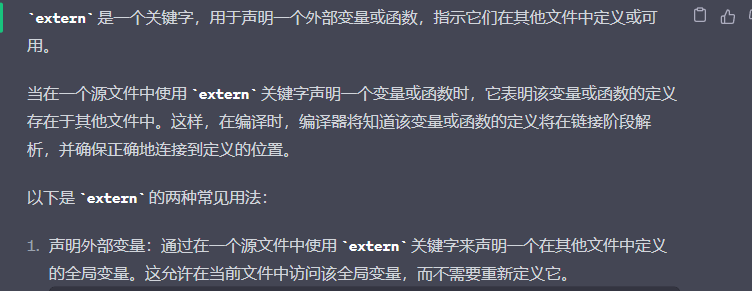 `extern`是一个关键字，用于声明一个外部变量或函数，指示它们在其他文件中定义或可
用。
当在一个源文件中使用`extern`关键字声明一个变量或函数时，它表明该变量或函数的定义
存在于其他文件中。这样，在编译时，编译器将知道该变量或函数的定义将在链接阶段解
析，并确保正确地连接到定义的位置。
以下是`extern`的两种常见用法：
1. 声明外部变量：通过在一个源文件中使用`extern`关键字来声明一个在其他文件中定义
的全局变量。这允许在当前文件中访问该全局变量，而不需要重新定义它。